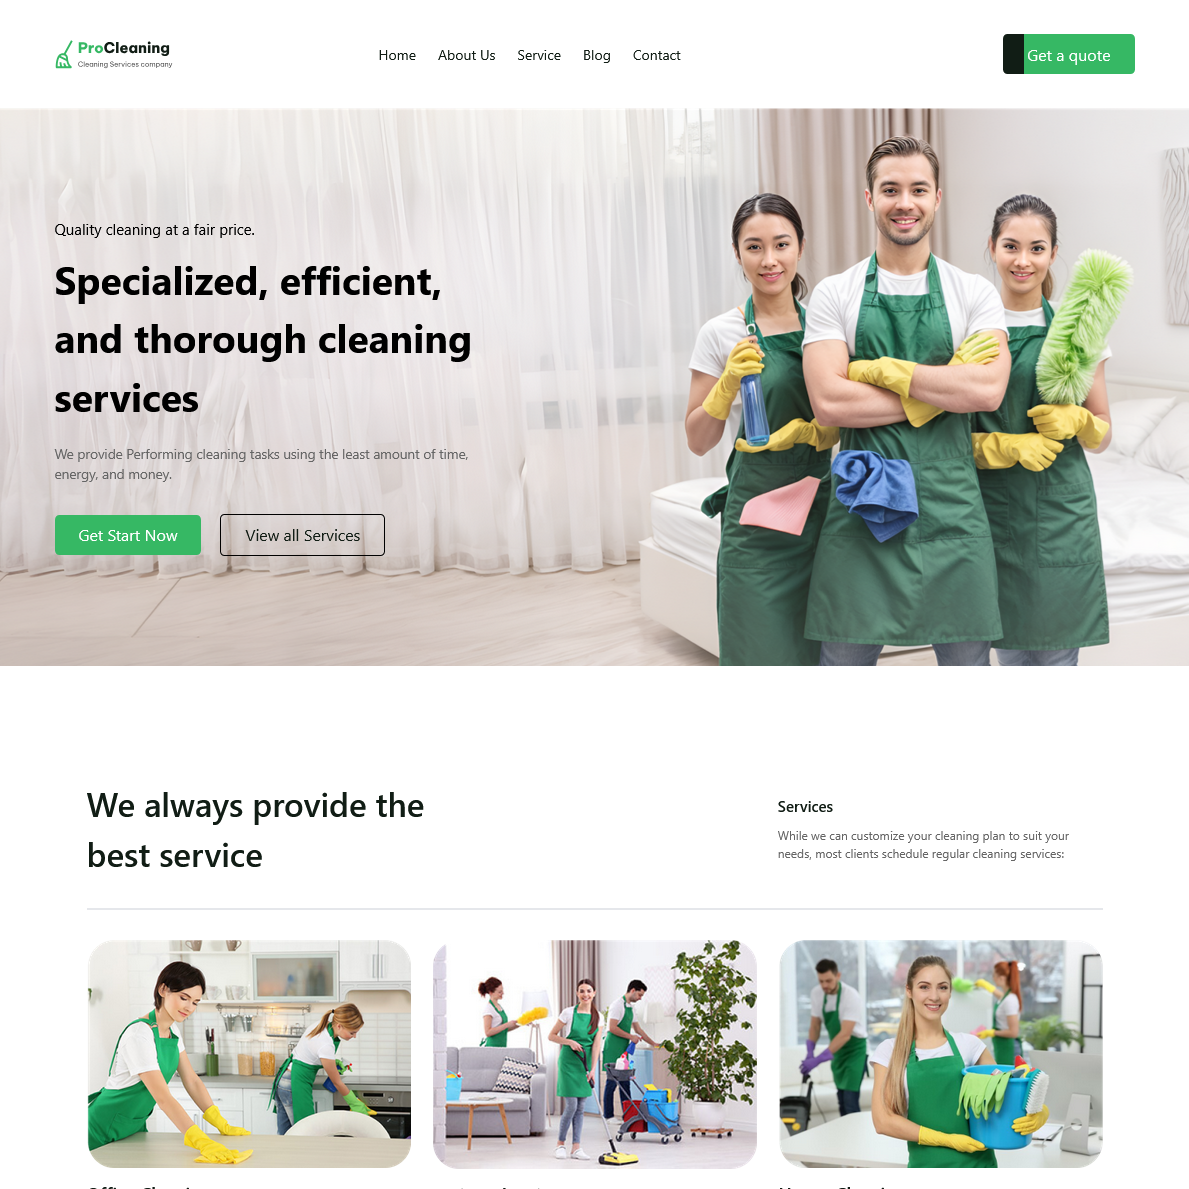 ProCleaning
Cleaning Services company
Home About Us Service Blog Contact
Get a quote
Quality cleaning at a fair price.
Specialized, efficient,
and thorough cleaning
services
We provide Performing cleaning tasks using the least amount of time,
energy, and money.
Get Start Now
View all Services
We always provide the
best service
Services
While we can customize your cleaning plan to suit your
needs, most clients schedule regular cleaning services: